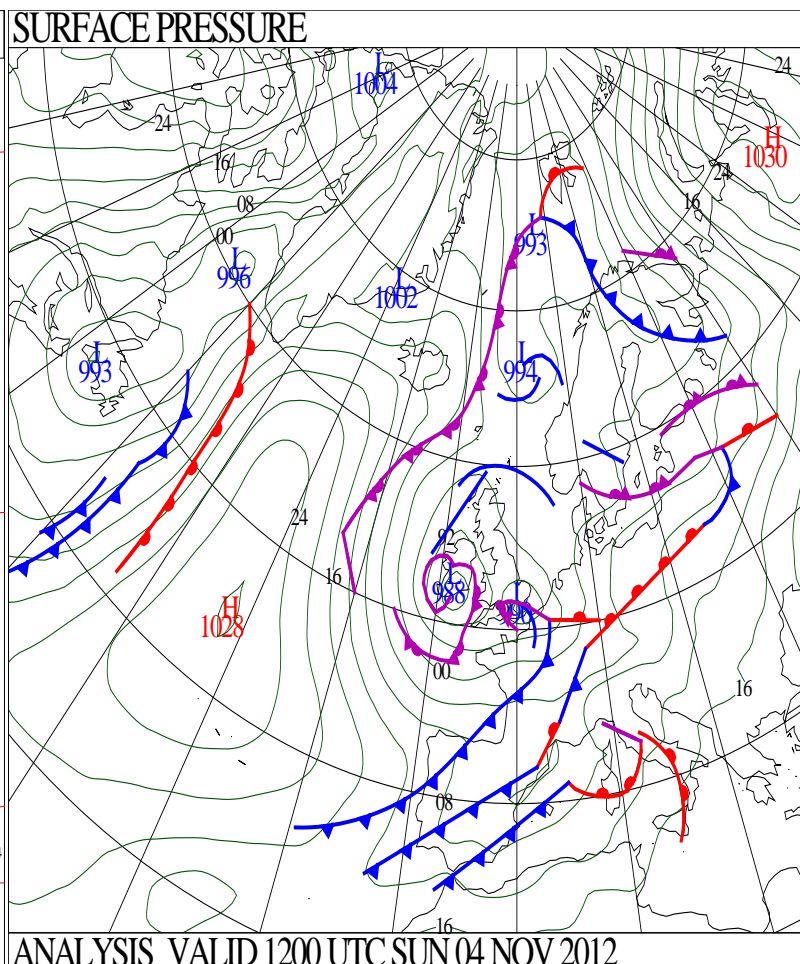 SURFACE PRESSURE
L
1004
24
24
H
1030
16
24
16
08
00
L
993
L
996
L
1002
L
993
L
994
24
92
16
L
988
L
H
1028
00
16
08
16
ANALYSIS VALID 1200 UTC SUN 04 NOV 2012